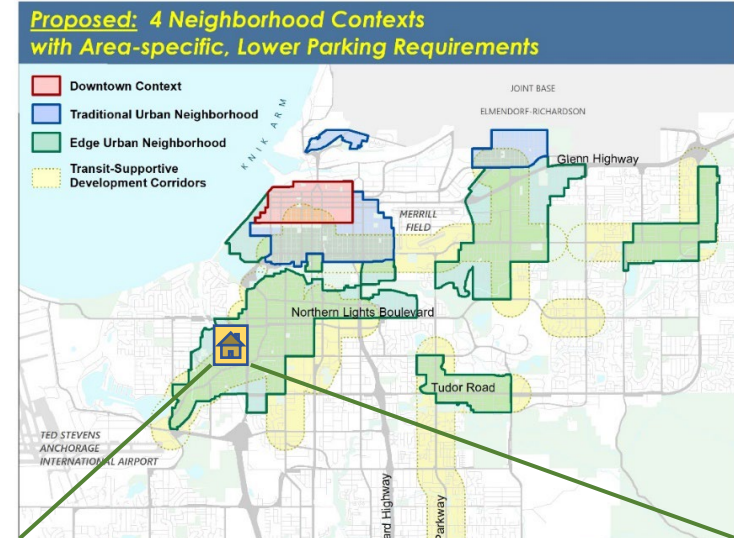 Proposed: 4 Neighborhood Contexts
with Area-specific, Lower Parking Requirements
Downtown Context
Traditional Urban Neighborhood
Edge Urban Neighborhood
Transit-Supportive
Development Corridors
KNIK ARM
JOINT BASE
ELMENDORF-RICHARDSON
Glenn Highway
MERRILL
FIELD
Northern Lights Boulevard
Tudor Road
TED STEVENS
ANCHORAGE
INTERNATIONAL AIRPORT
ard Highway
Parkway